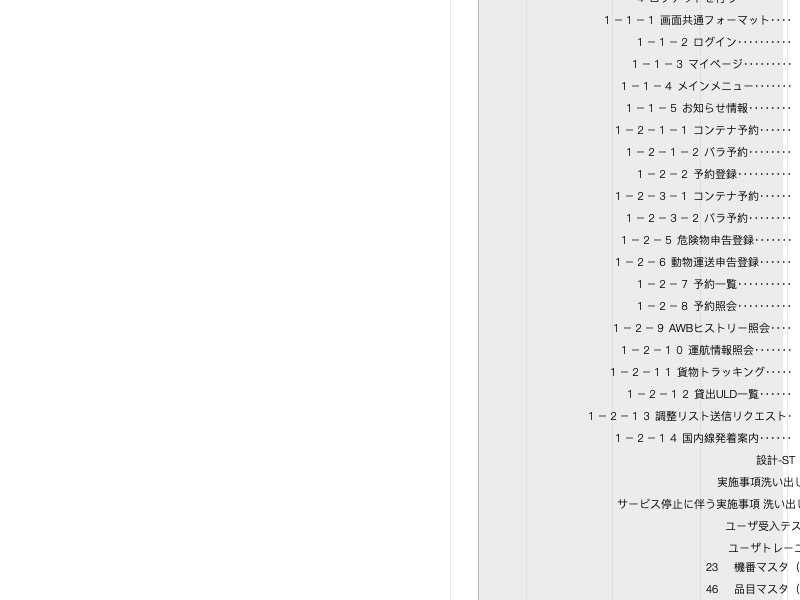 １－１－１ 画面共通フォーマット････
１－１－２ ログイン･･････････
１－１－３ マイページ･････････
１－１－４ メインメニュー･･･････
１－１－５ お知らせ情報････････
１－２－１－１ コンテナ予約･･････
１－２－１－２ バラ予約････････
１－２－２ 予約登録･･････････
１－２－３－１ コンテナ予約･･････
１－２－３－２ バラ予約････････
１－２－５ 危険物申告登録･･･････
１－２－６ 動物運送申告登録･･････
１－２－７ 予約一覧･･････････
１－２－８ 予約照会･･････････
１－２－９ AWBヒストリー照会････
１－２－１０ 運航情報照会･･･････
１－２－１１ 貨物トラッキング･････
１－２－１２ 貸出ULD一覧･･････
１－２－１３ 調整リスト送信リクエスト･
１－２－１４ 国内線発着案内･･････
設計-ST
実施事項洗い出し
サービス停止に伴う実施事項 洗い出し
ユーザ受入テス
ユーザトレーニ
23 機番マスタ（
46 品目マスタ（